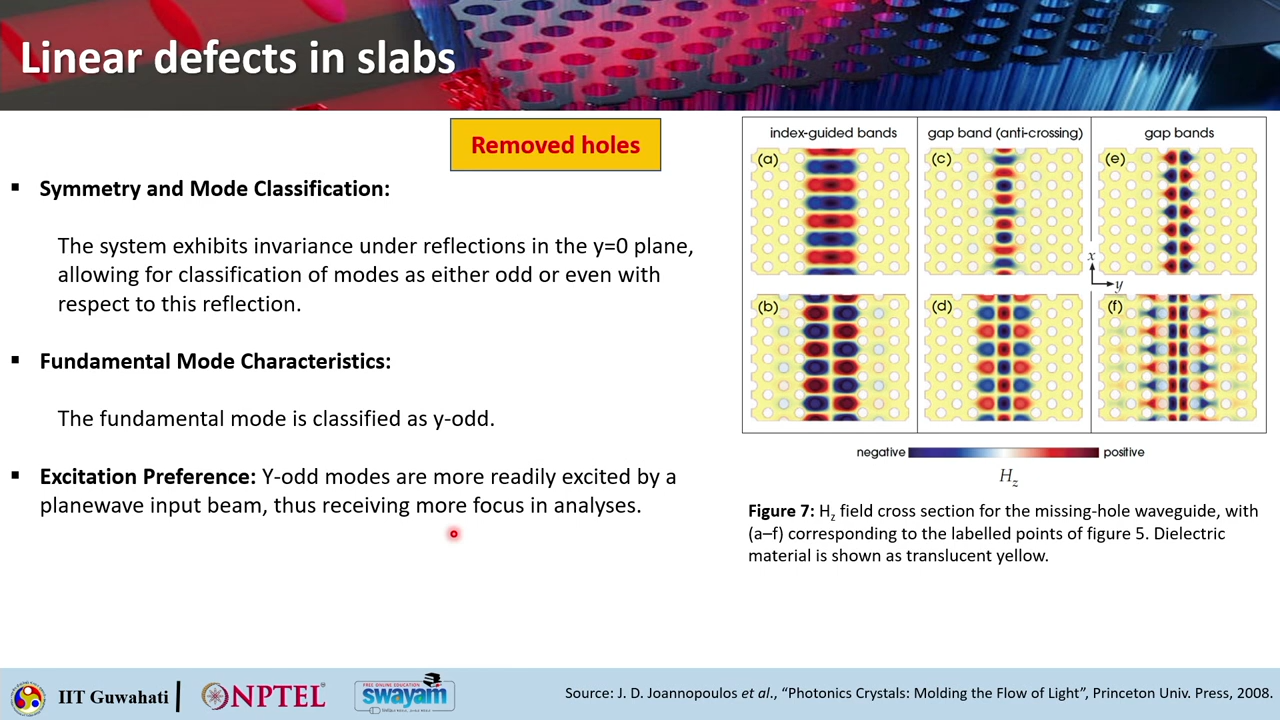 Linear defects in slabs
Removed holes
▪ Symmetry and Mode Classification:
The system exhibits invariance under reflections in the y=0 plane,
allowing for classification of modes as either odd or even with
respect to this reflection.
▪ Fundamental Mode Characteristics:
The fundamental mode is classified as y-odd.
▪ Excitation Preference: Y-odd modes are more readily excited by a
planewave input beam, thus receiving more focus in analyses.
index-guided bands
gap band (anti-crossing)
gap bands
(a)
(c)
(e)
x
y
(b)
(d)
(f)
negative
positive
Hz
Figure 7: Hz field cross section for the missing-hole waveguide, with
(a–f) corresponding to the labelled points of figure 5. Dielectric
material is shown as translucent yellow.
IIT Guwahati
NPTEL
FREE ONLINE EDUCATION
swayam
Source: J. D. Joannopoulos et al., “Photonics Crystals: Molding the Flow of Light”, Princeton Univ. Press, 2008.